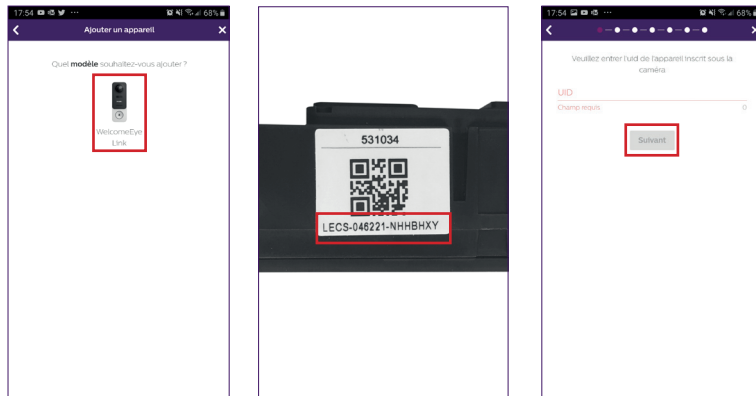 17:54 ... 68%
Ajouter un appareil
Quel modèle souhaitez-vous ajouter ?
WelcomeEye
Link
531034
LECS-046221-NHHBHXY
17:54 ... 68%
Veuillez entrer l'uid de l'appareil inscrit sous la
caméra
UID
Champ requis 0
Suivant